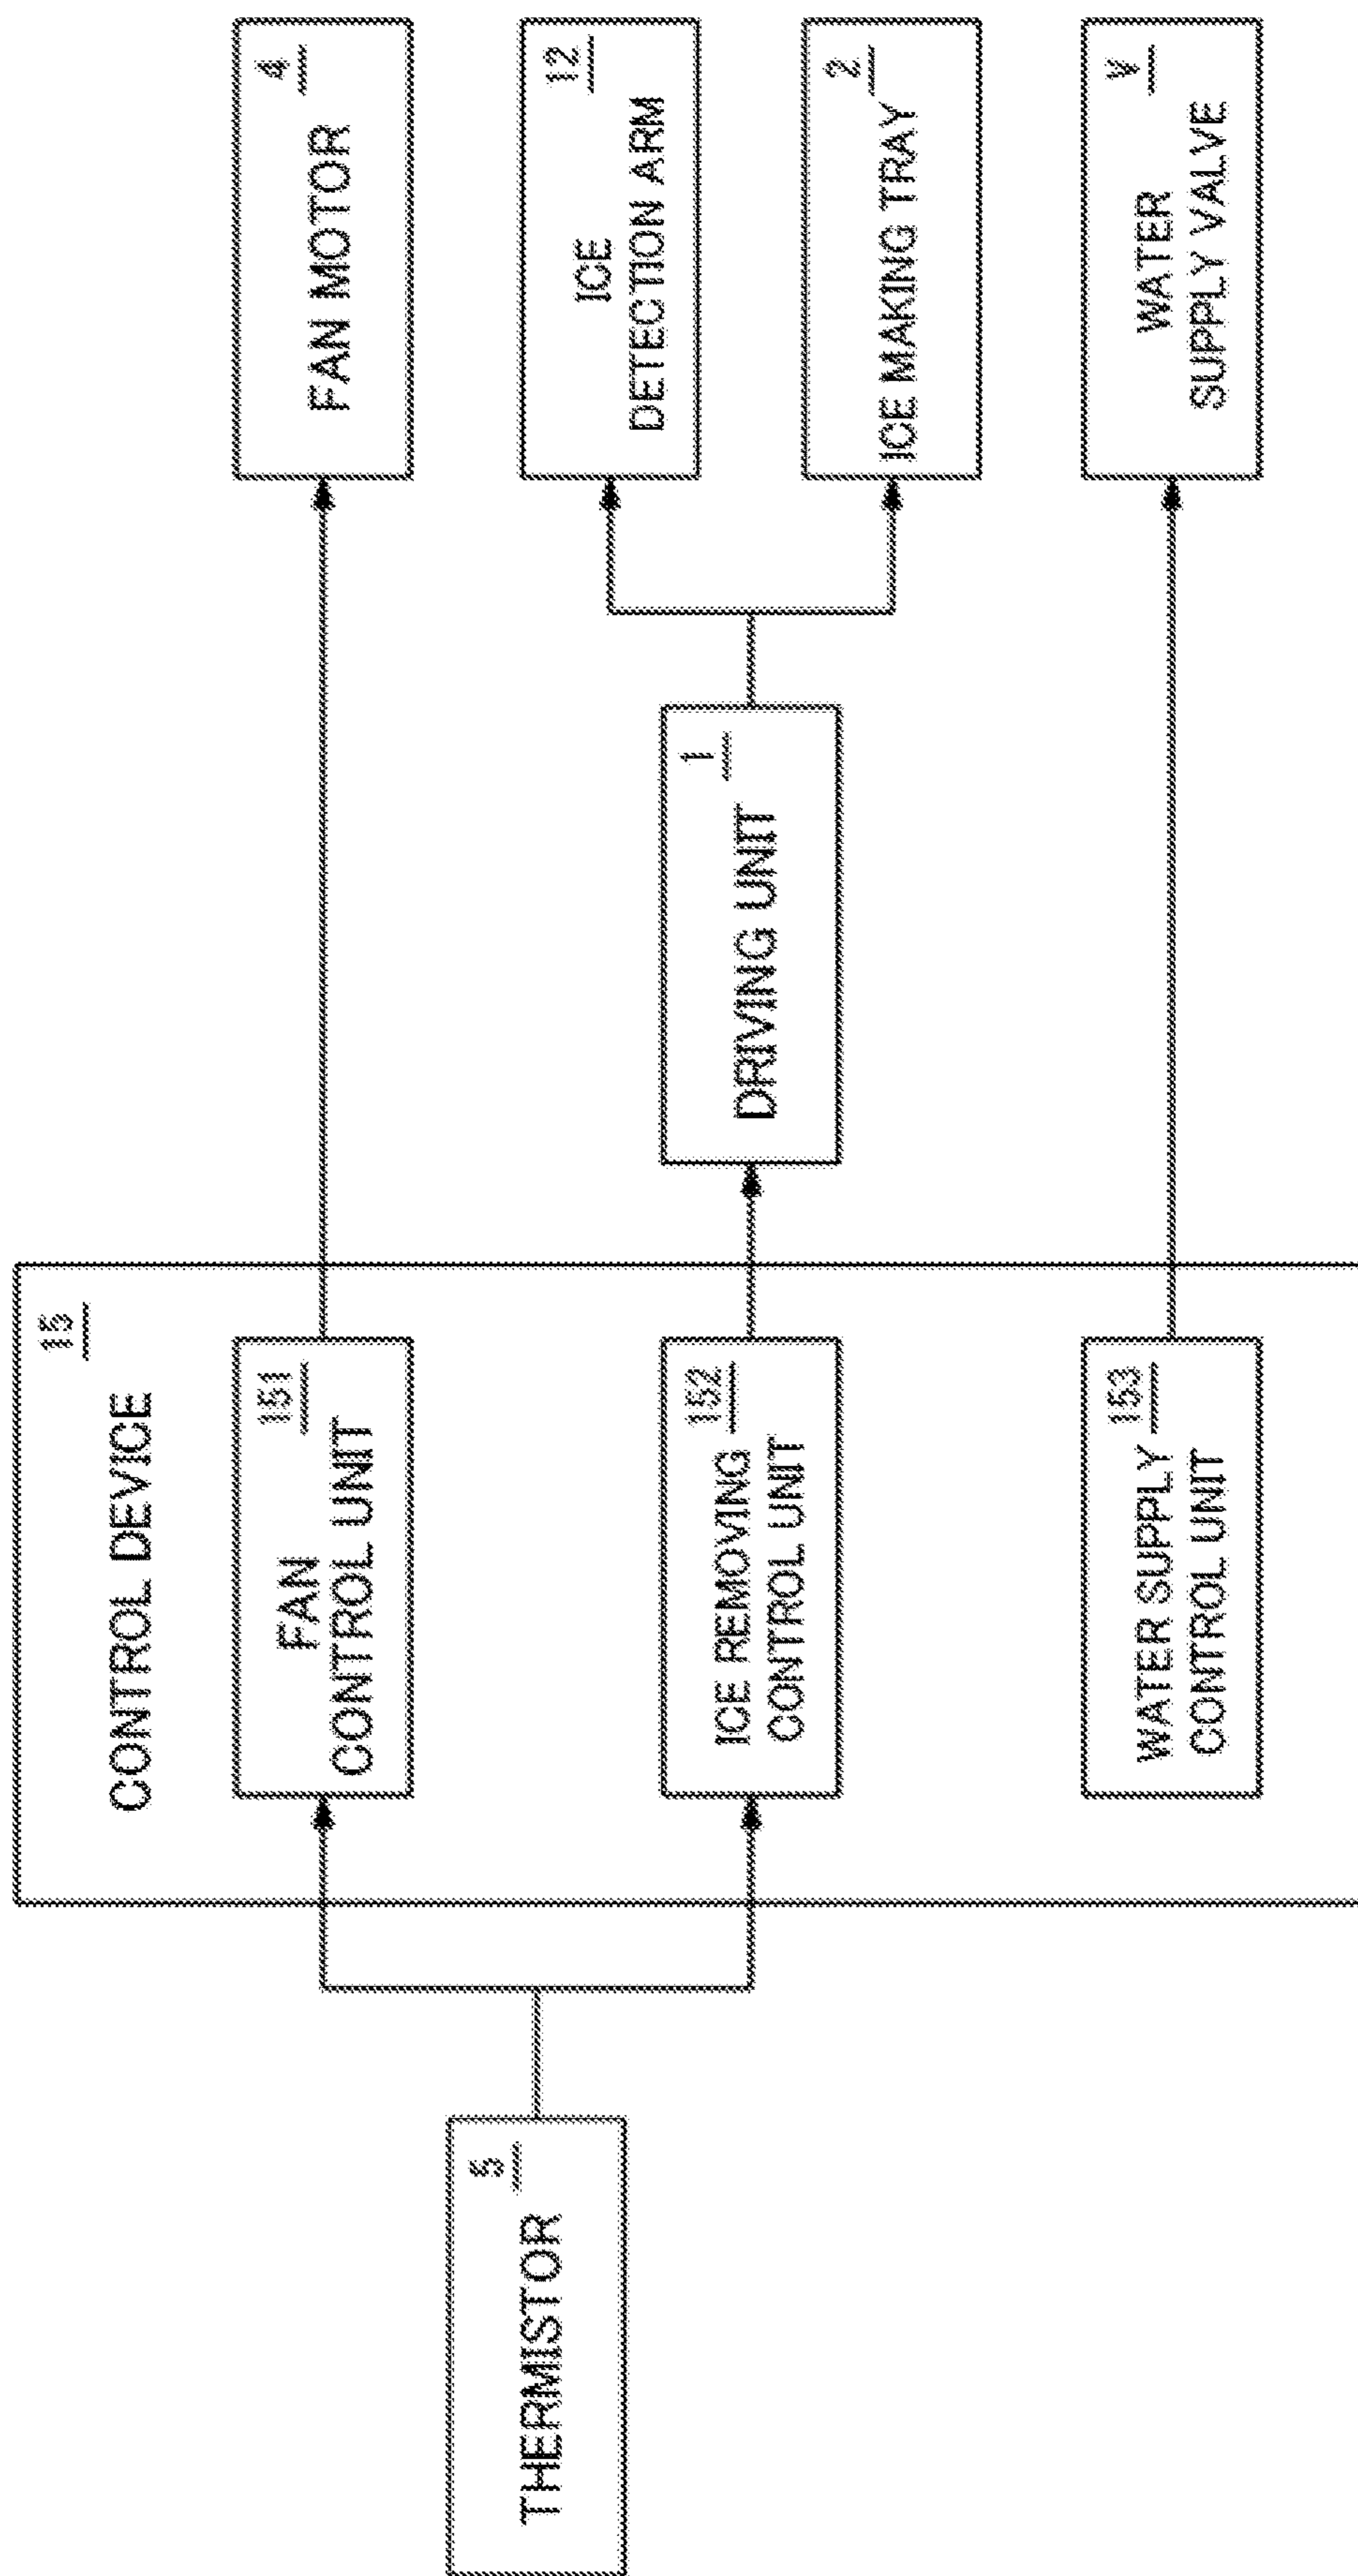 5
THERMISTOR
15
CONTROL DEVICE
151
FAN
CONTROL UNIT
152
ICE REMOVING
CONTROL UNIT
153
WATER SUPPLY
CONTROL UNIT
1
DRIVING UNIT
4
FAN MOTOR
12
ICE
DETECTION ARM
2
ICE MAKING TRAY
V
WATER
SUPPLY VALVE